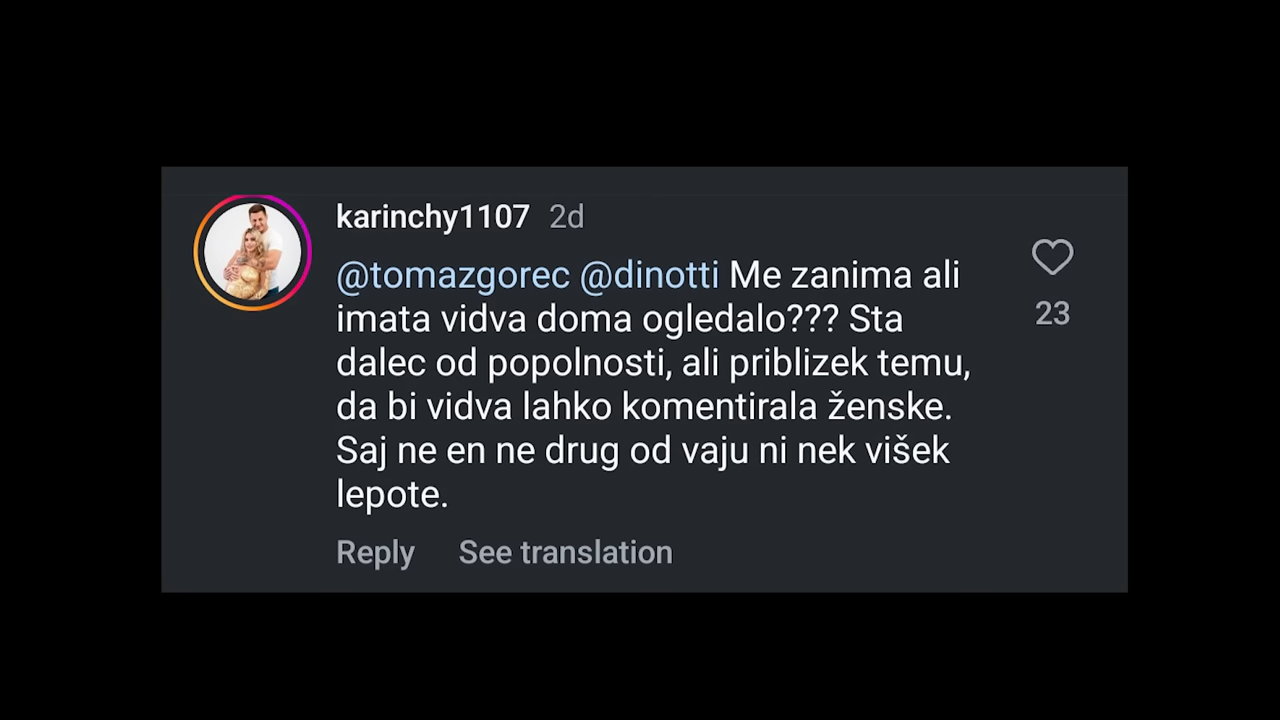 karinchy1107 2d
@tomazgorec @dinotti Me zanima ali
imata vidva doma ogledalo??? Sta
dalec od popolnosti, ali priblizek temu,
da bi vidva lahko komentirala ženske.
Saj ne en ne drug od vaju ni nek višek
lepote.
23
Reply See translation